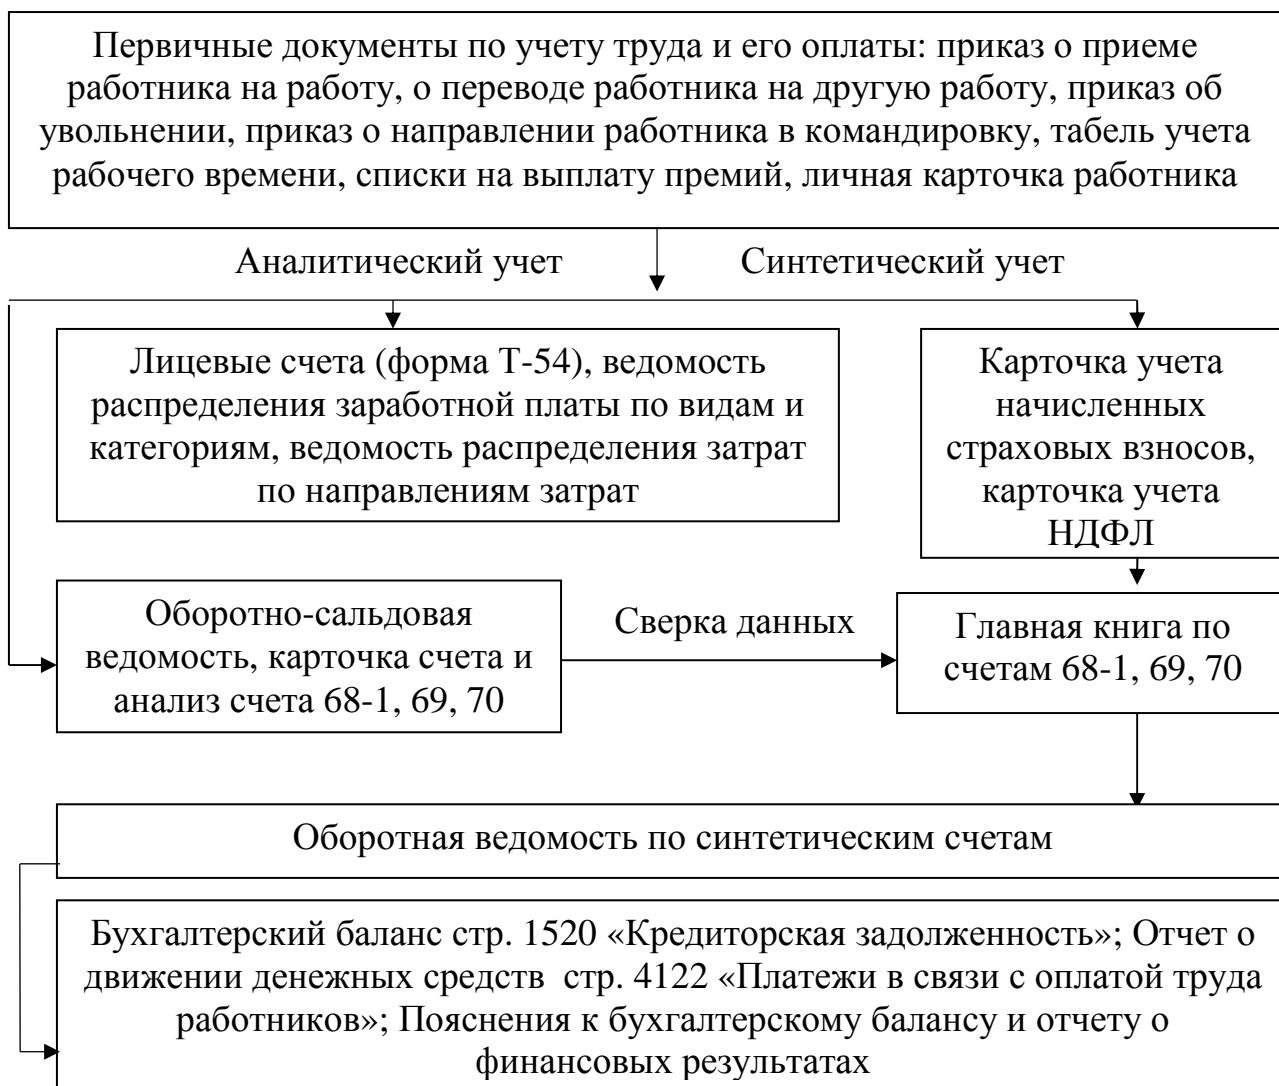 Первичные документы по учету труда и его оплаты: приказ о приеме
работника на работу, о переводе работника на другую работу, приказ об
увольнении, приказ о направлении работника в командировку, табель учета
рабочего времени, списки на выплату премий, личная карточка работника
Аналитический учет
Синтетический учет
Лицевые счета (форма Т-54), ведомость
распределения заработной платы по видам и
категориям, ведомость распределения затрат
по направлениям затрат
Карточка учета
начисленных
страховых взносов,
карточка учета
НДФЛ
Оборотно-сальдовая
ведомость, карточка счета и
анализ счета 68-1, 69, 70
Сверка данных
Главная книга по
счетам 68-1, 69, 70
Оборотная ведомость по синтетическим счетам
Бухгалтерский баланс стр. 1520 «Кредиторская задолженность»; Отчет о
движении денежных средств  стр. 4122 «Платежи в связи с оплатой труда
работников»; Пояснения к бухгалтерскому балансу и отчету о
финансовых результатах